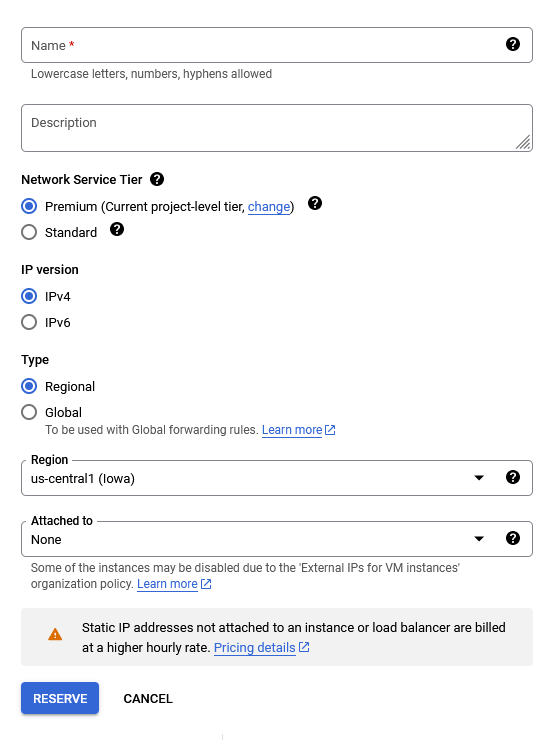 Name *
Lowercase letters, numbers, hyphens allowed
Description
Network Service Tier
Premium (Current project-level tier, change)
Standard
IP version
IPv4
IPv6
Type
Regional
Global
To be used with Global forwarding rules. Learn more
Region
us-central1 (Iowa)
Attached to
None
Some of the instances may be disabled due to the 'External IPs for VM instances'
organization policy. Learn more
Static IP addresses not attached to an instance or load balancer are billed
at a higher hourly rate. Pricing details
RESERVE CANCEL